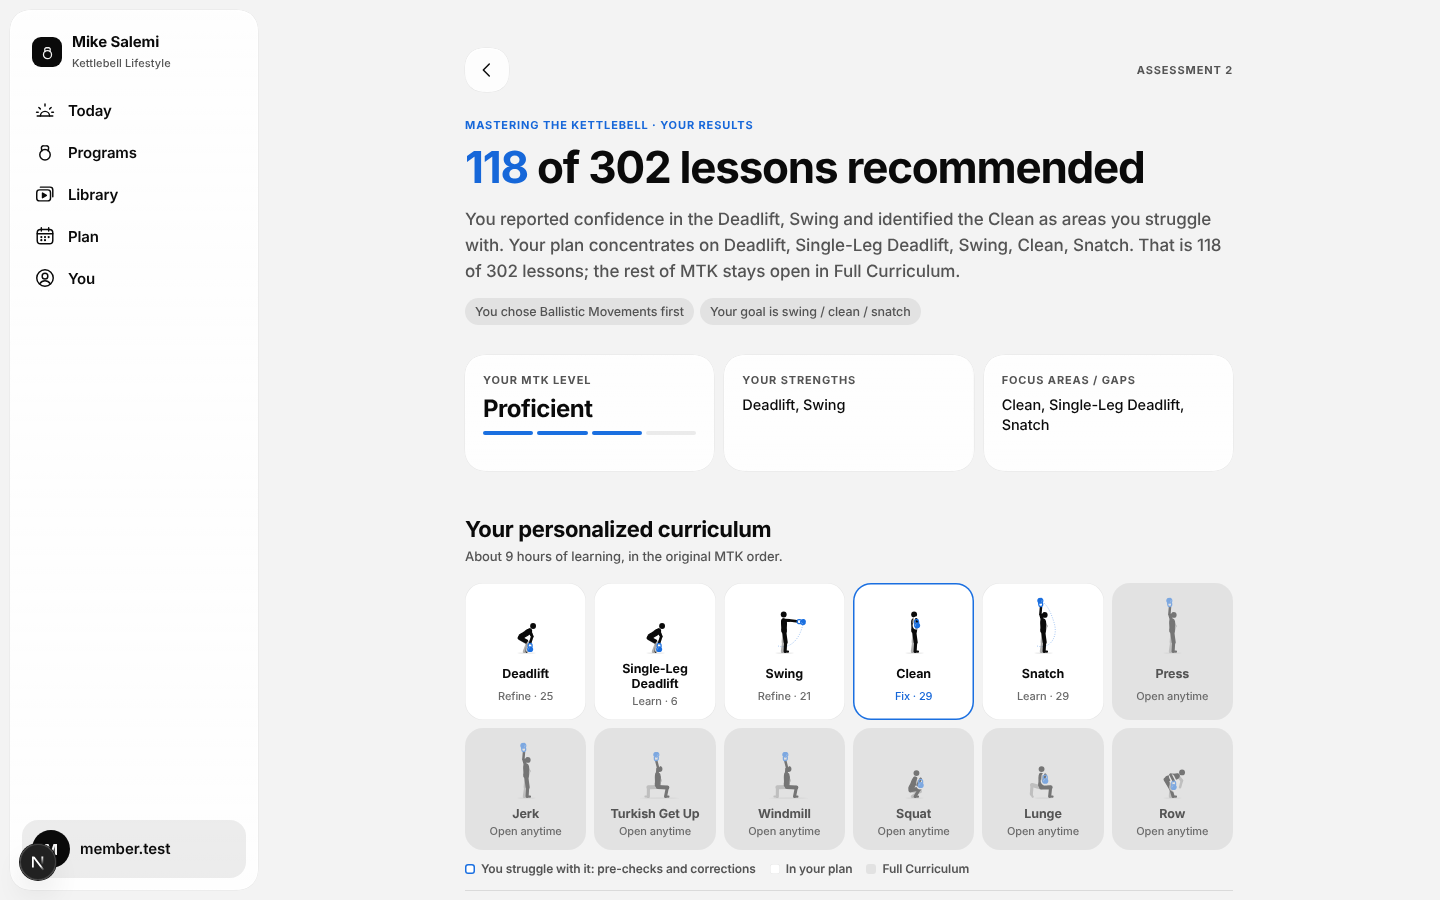 Mike Salemi
Kettlebell Lifestyle
Today
Programs
Library
Plan
You
member.test
ASSESSMENT 2
MASTERING THE KETTLEBELL · YOUR RESULTS
118 of 302 lessons recommended
You reported confidence in the Deadlift, Swing and identified the Clean as areas you struggle
with. Your plan concentrates on Deadlift, Single-Leg Deadlift, Swing, Clean, Snatch. That is 118
of 302 lessons; the rest of MTK stays open in Full Curriculum.
You chose Ballistic Movements first
Your goal is swing / clean / snatch
YOUR MTK LEVEL
Proficient
YOUR STRENGTHS
Deadlift, Swing
FOCUS AREAS / GAPS
Clean, Single-Leg Deadlift,
Snatch
Your personalized curriculum
About 9 hours of learning, in the original MTK order.
Deadlift
Refine · 25
Single-Leg
Deadlift
Learn · 6
Swing
Refine · 21
Clean
Fix · 29
Snatch
Learn · 29
Press
Open anytime
Jerk
Open anytime
Turkish Get Up
Open anytime
Windmill
Open anytime
Squat
Open anytime
Lunge
Open anytime
Row
Open anytime
You struggle with it: pre-checks and corrections
In your plan
Full Curriculum